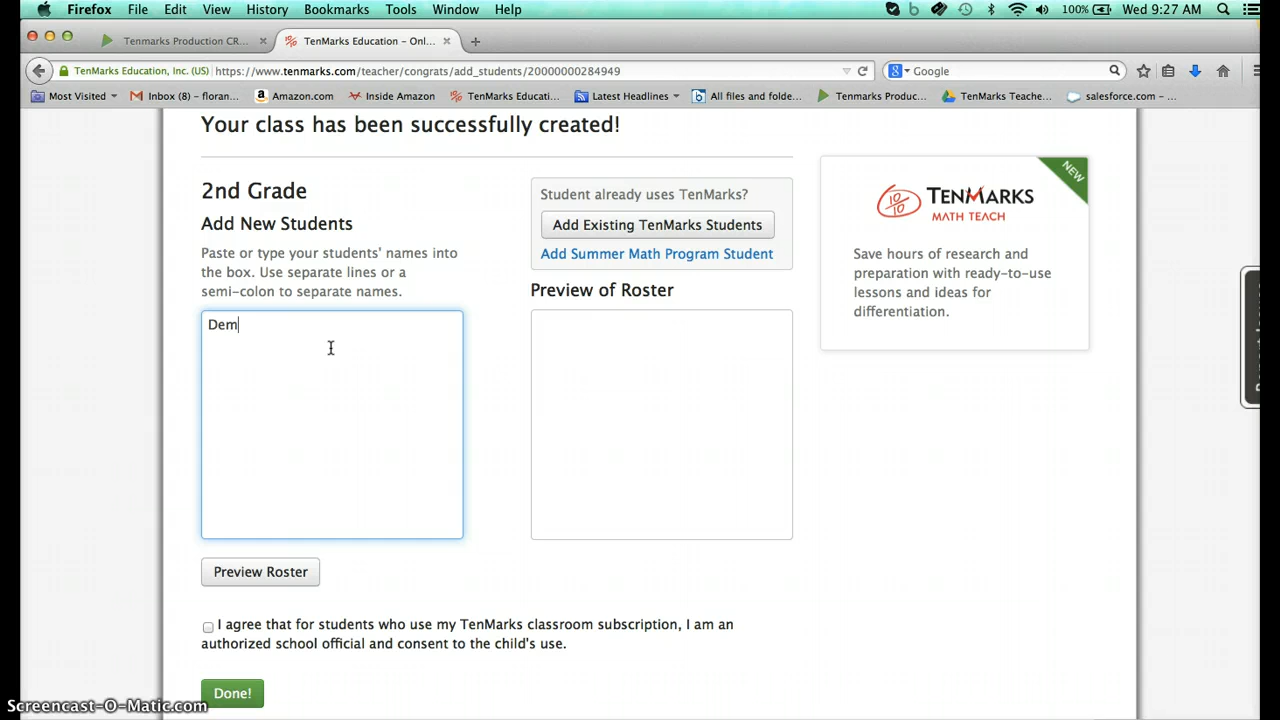 Firefox File Edit View History Bookmarks Tools Window Help 100% Wed 9:27 AM
Tenmarks Production CR... TenMarks Education – Onl...
TenMarks Education, Inc. (US) https://www.tenmarks.com/teacher/congrats/add_students/20000000284949 Google
Most Visited Inbox (8) – floran... Amazon.com Inside Amazon TenMarks Educati... Latest Headlines All files and folde... Tenmarks Produc... TenMarks Teache... salesforce.com – ...
Your class has been successfully created!
2nd Grade
Add New Students
Paste or type your students' names into
the box. Use separate lines or a
semi-colon to separate names.
Dem
Preview Roster
Student already uses TenMarks?
Add Existing TenMarks Students
Add Summer Math Program Student
Preview of Roster
NEW
10/10 TENMARKS
MATH TEACH
Save hours of research and
preparation with ready-to-use
lessons and ideas for
differentiation.
I agree that for students who use my TenMarks classroom subscription, I am an
authorized school official and consent to the child's use.
Done!
Screencast-O-Matic.com